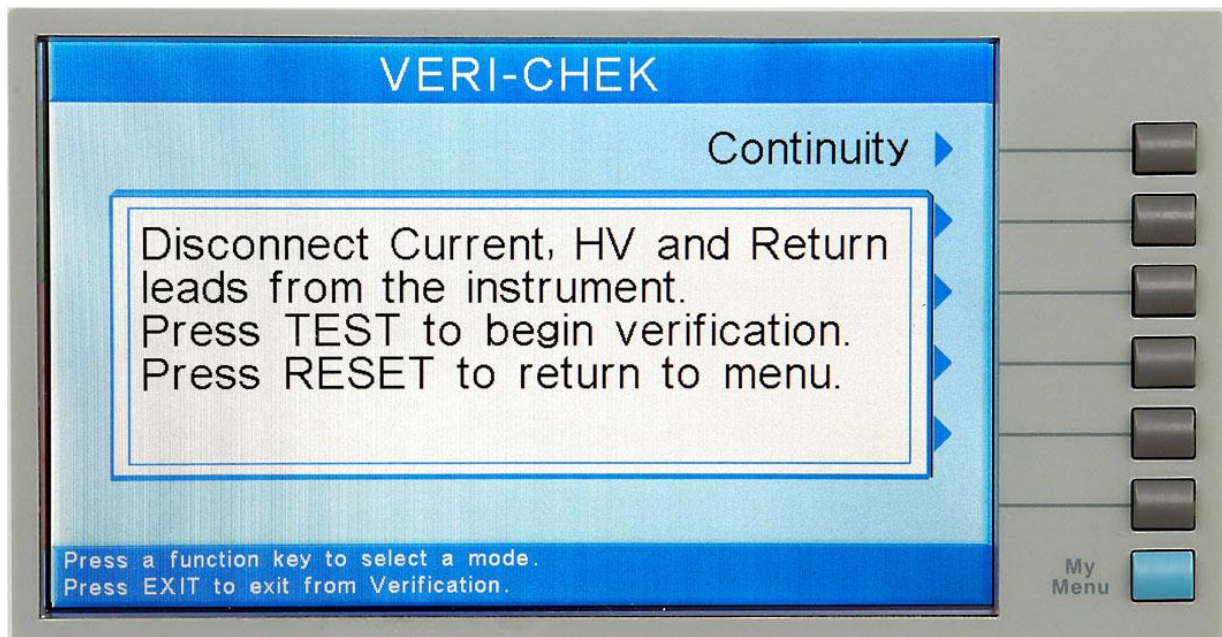 VERI-CHEK
Continuity
Disconnect Current, HV and Return
leads from the instrument.
Press TEST to begin verification.
Press RESET to return to menu.
Press a function key to select a mode.
Press EXIT to exit from Verification.
My
Menu